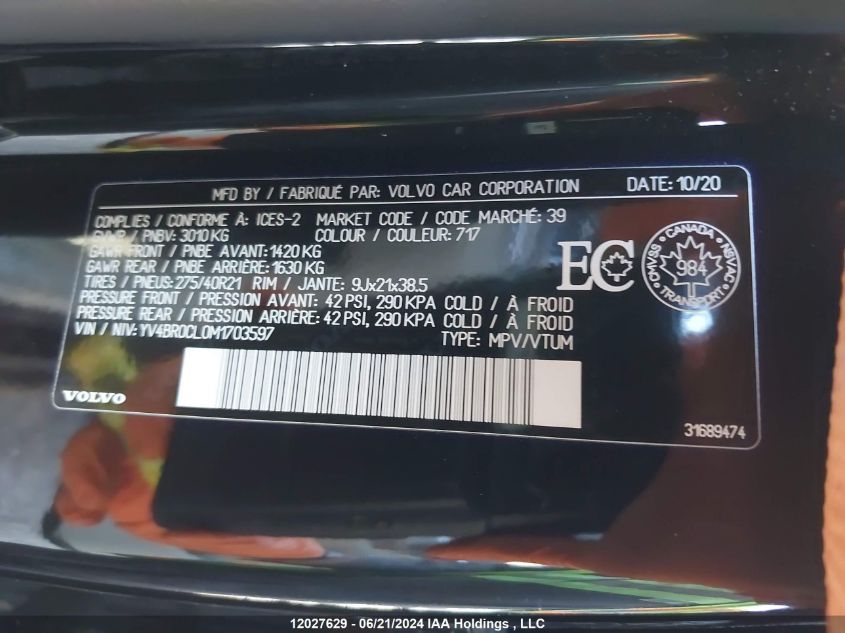 MFD BY / FABRIQUÉ PAR: VOLVO CAR CORPORATION DATE: 10/20
COMPLIES / CONFORME À: ICES-2 MARKET CODE / CODE MARCHÉ: 39
GVWR / PNBV: 3010 KG COLOUR / COULEUR: 717
GAWR FRONT / PNBE AVANT: 1420 KG
GAWR REAR / PNBE ARRIÈRE: 1630 KG
TIRES / PNEUS: 275/40R21 RIM / JANTE: 9Jx21x38.5
PRESSURE FRONT / PRESSION AVANT: 42 PSI, 290 KPA COLD / À FROID
PRESSURE REAR / PRESSION ARRIÈRE: 42 PSI, 290 KPA COLD / À FROID
VIN / NIV: YV4BR0CL0M1703597 TYPE: MPV/VTUM
EC
CANADA
CMVSS 984 NSVAC
TRANSPORT
VOLVO
31689474
12027629 - 06/21/2024 IAA Holdings , LLC